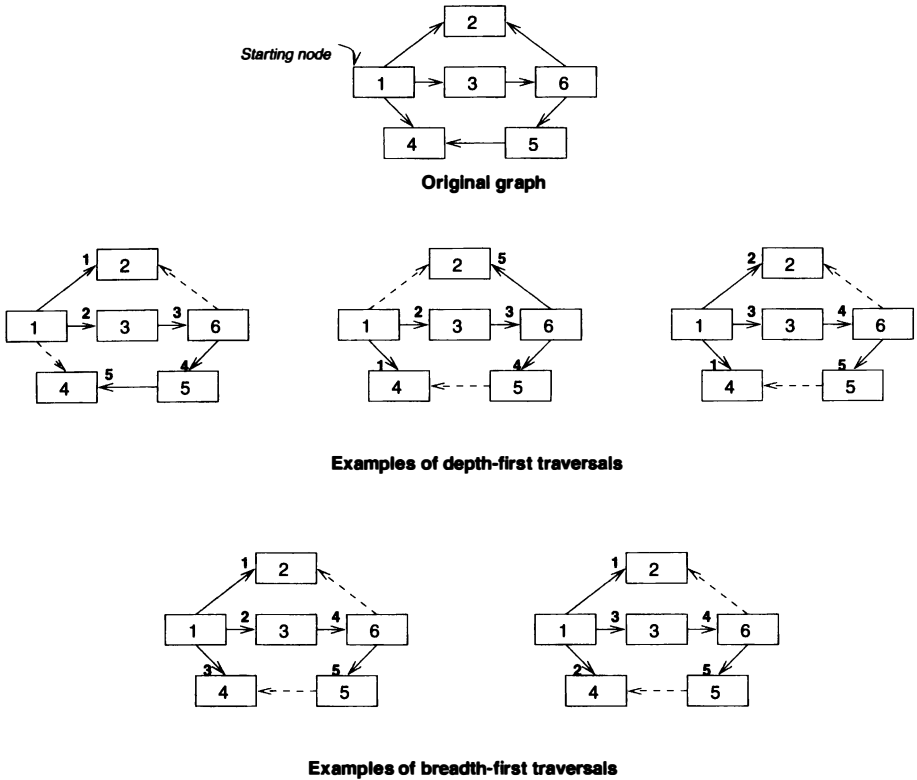 2
Starting node
1 3 6
4 5
Original graph
1 2 2 5 2 2
1 2 3 3 6 1 2 3 3 6 1 3 3 4 6
4 5 4 5 1 4 4 5 1 4 5 5
Examples of depth-first traversals
1 2 1 2
1 2 3 4 6 1 3 3 4 6
3 4 5 5 2 4 5 5
Examples of breadth-first traversals